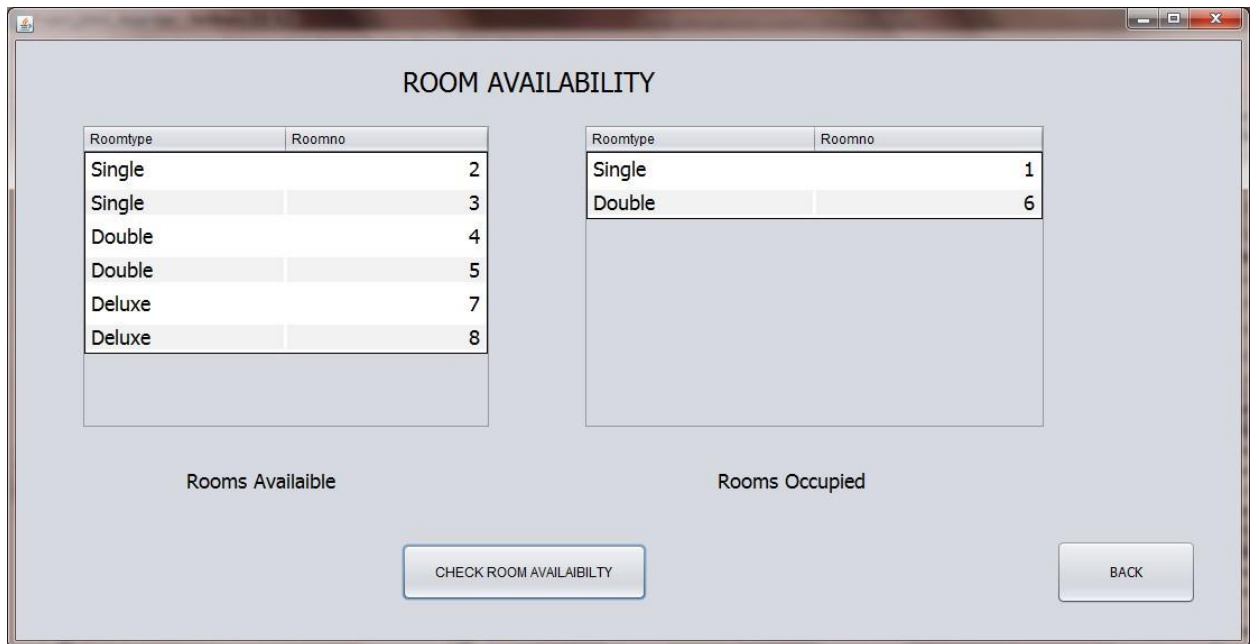 ROOM AVAILABILITY
Roomtype Roomno
Single 2
Single 3
Double 4
Double 5
Deluxe 7
Deluxe 8
Roomtype Roomno
Single 1
Double 6
Rooms Availaible
Rooms Occupied
CHECK ROOM AVAILAIBILTY
BACK